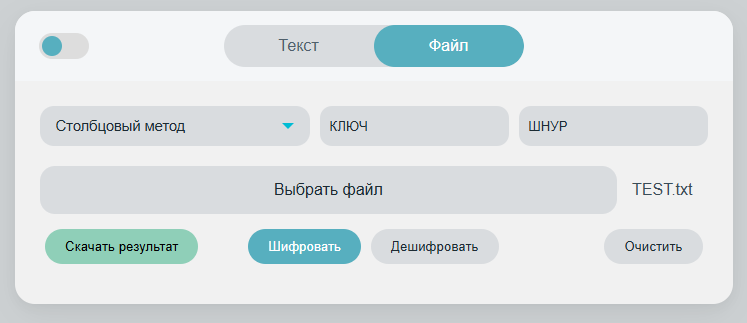 Текст Файл
Столбцовый метод КЛЮЧ ШНУР
Выбрать файл TEST.txt
Скачать результат Шифровать Дешифровать Очистить